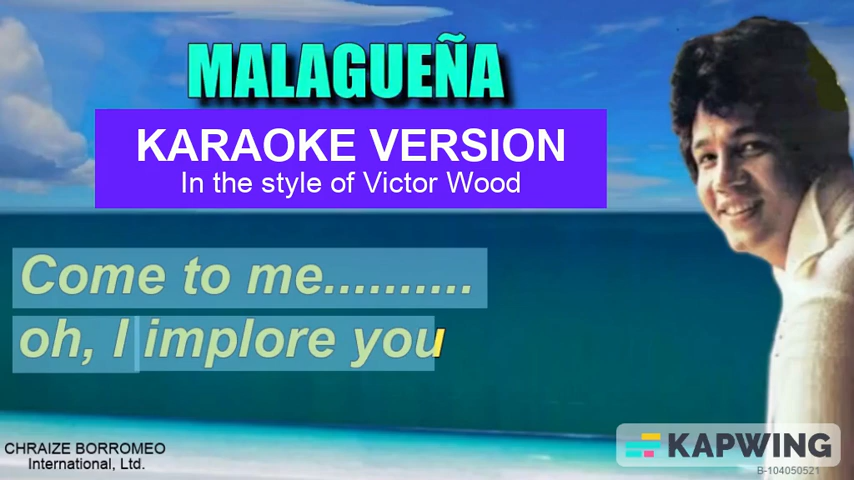 MALAGUEÑA
KARAOKE VERSION
In the style of Victor Wood
Come to me..........
oh, I implore you
CHRAIZE BORROMEO
International, Ltd.
KAPWING
B-104050521